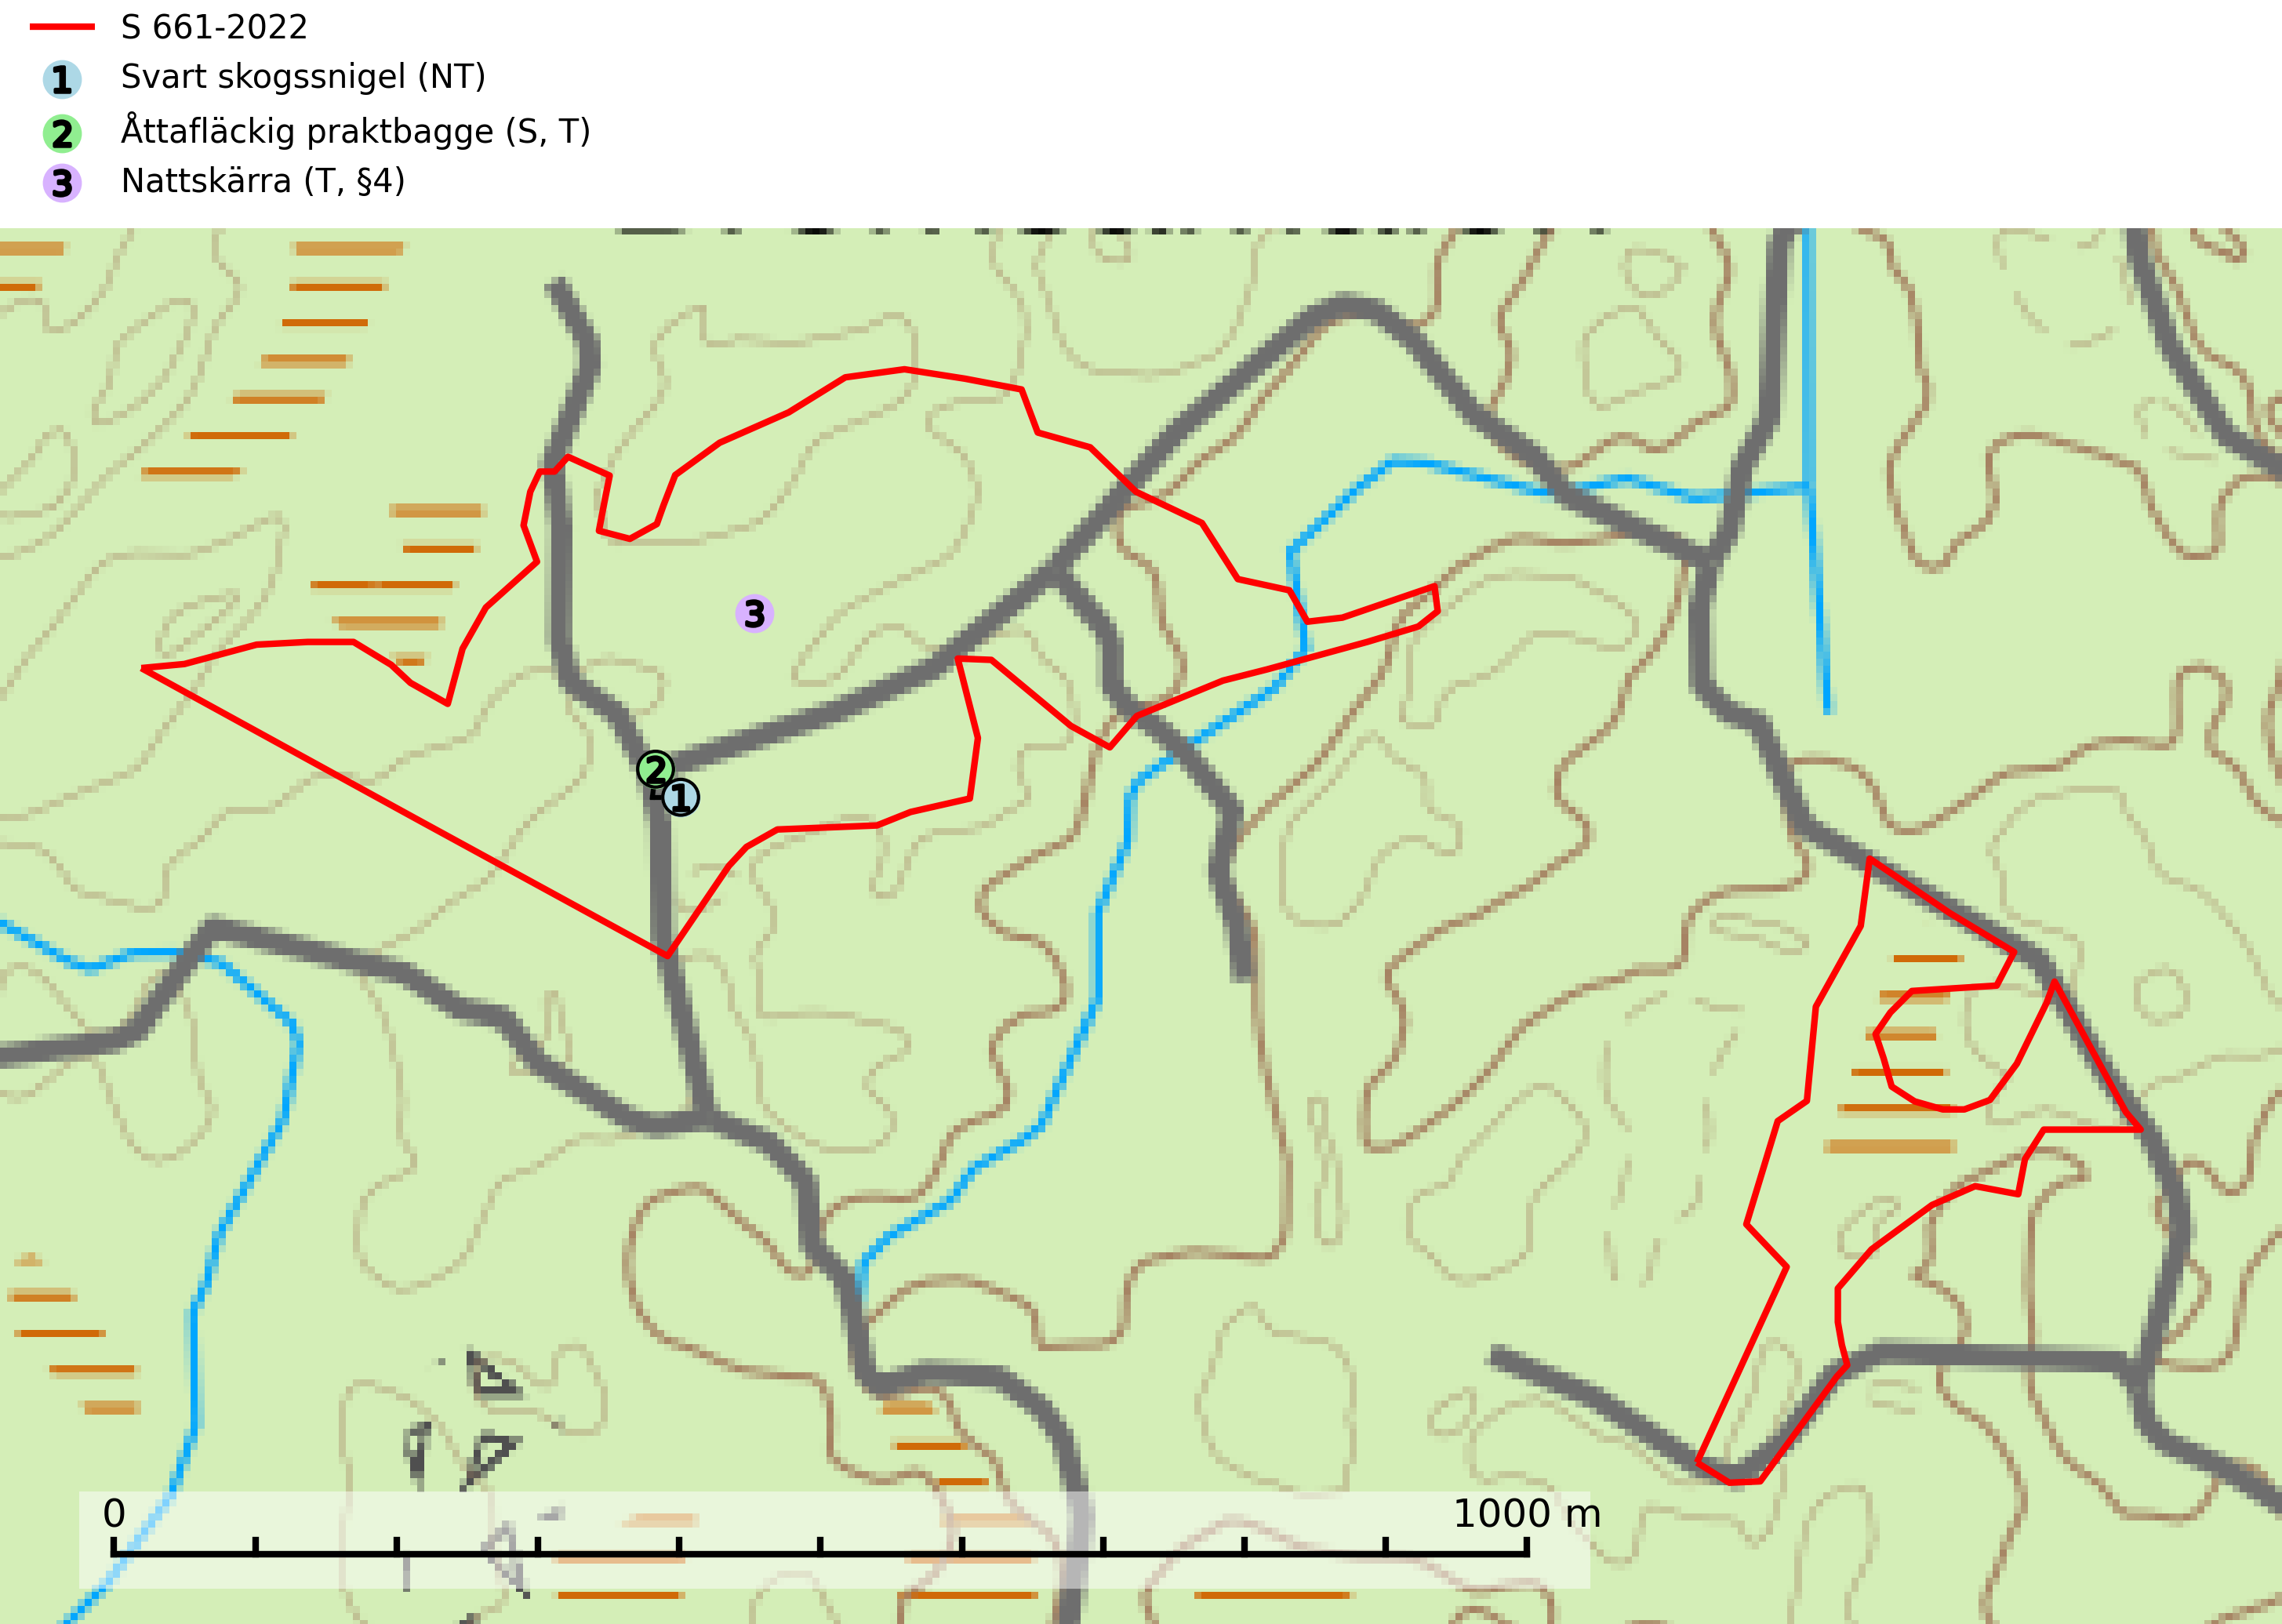 S 661-2022
1 Svart skogssnigel (NT)
2 Åttafläckig praktbagge (S, T)
3 Nattskärra (T, §4)
3
2
1
0 1000 m